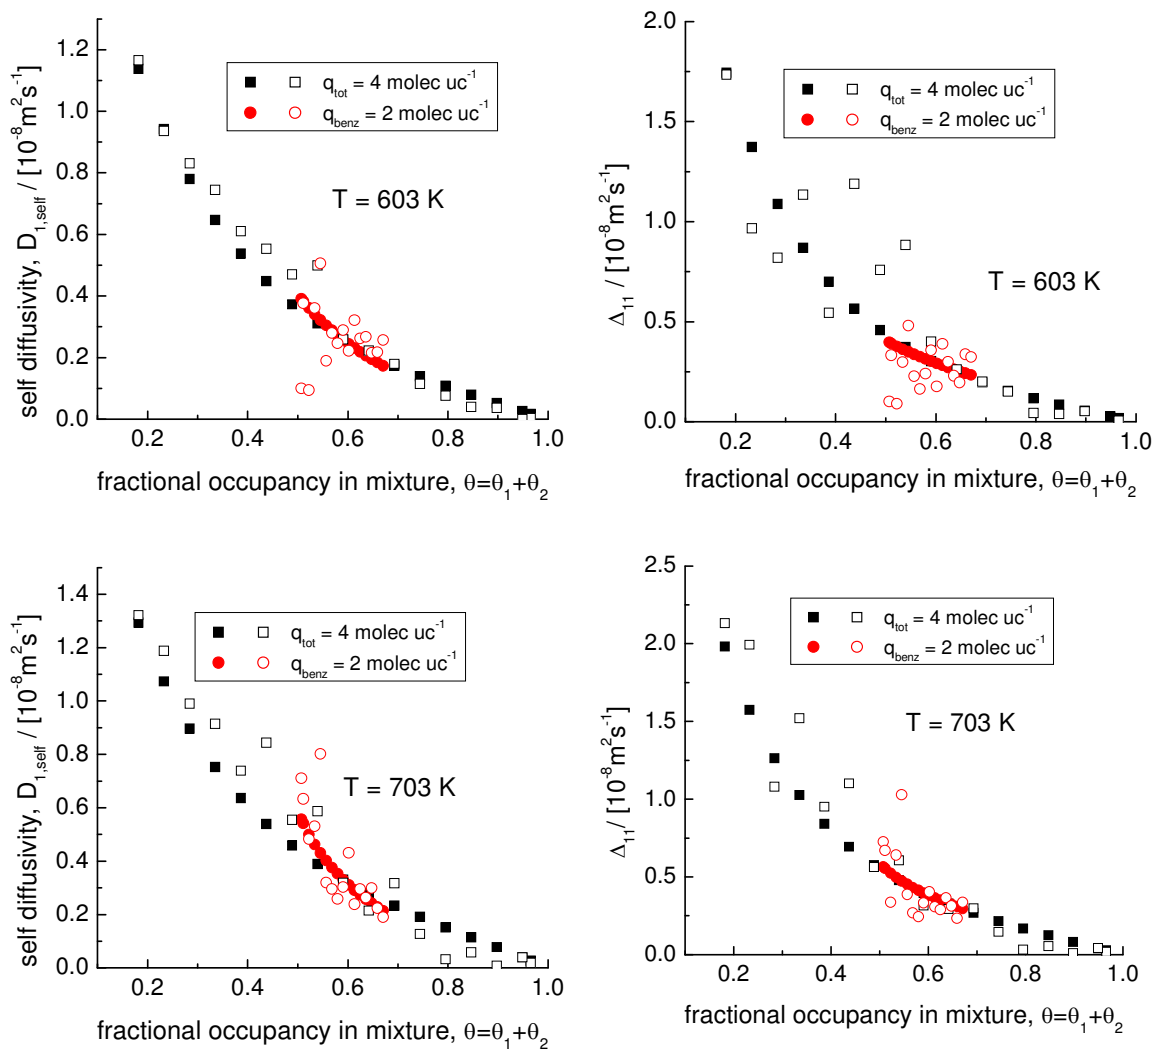 self diffusivity, D1,self / [10-8m2s-1]
1.2
1.0
0.8
0.6
0.4
0.2
0.0
qtot = 4 molec uc-1
qbenz = 2 molec uc-1
T = 603 K
0.2 0.4 0.6 0.8 1.0
fractional occupancy in mixture, θ=θ1+θ2
Δ11 / [10-8m2s-1]
2.0
1.5
1.0
0.5
0.0
qtot = 4 molec uc-1
qbenz = 2 molec uc-1
T = 603 K
0.2 0.4 0.6 0.8 1.0
fractional occupancy in mixture, θ=θ1+θ2
self diffusivity, D1,self / [10-8m2s-1]
1.4
1.2
1.0
0.8
0.6
0.4
0.2
0.0
qtot = 4 molec uc-1
qbenz = 2 molec uc-1
T = 703 K
0.2 0.4 0.6 0.8 1.0
fractional occupancy in mixture, θ=θ1+θ2
Δ11/ [10-8m2s-1]
2.5
2.0
1.5
1.0
0.5
0.0
qtot = 4 molec uc-1
qbenz = 2 molec uc-1
T = 703 K
0.2 0.4 0.6 0.8 1.0
fractional occupancy in mixture, θ=θ1+θ2